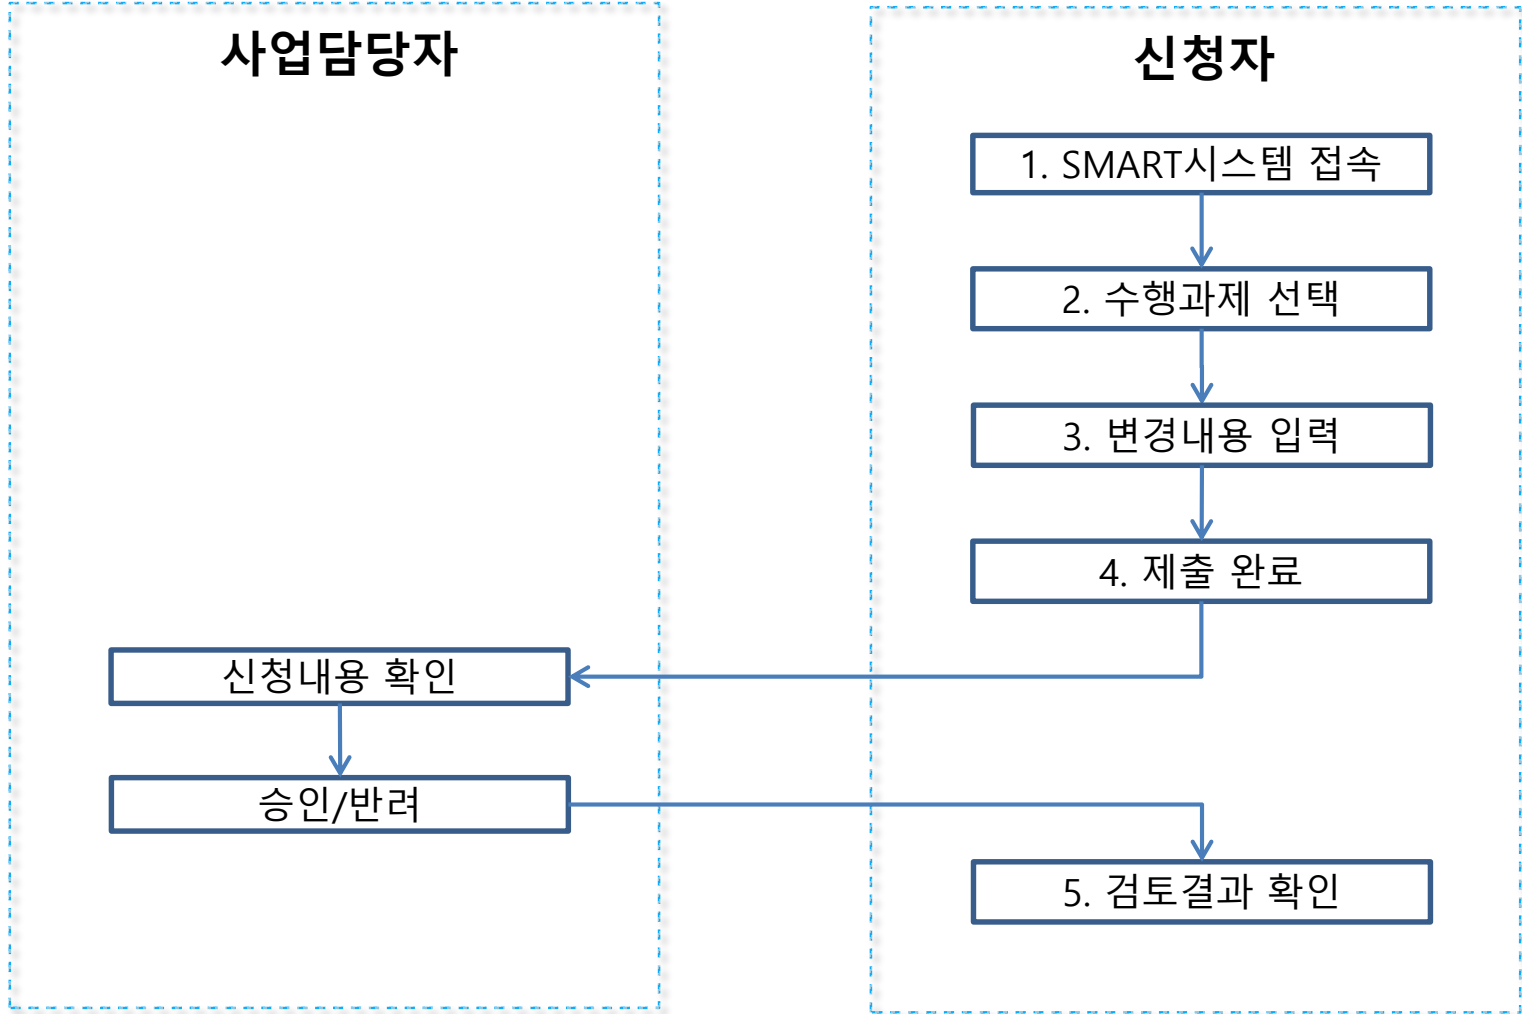 사업담당자
신청자
1. SMART시스템 접속
2. 수행과제 선택
3. 변경내용 입력
4. 제출 완료
신청내용 확인
승인/반려
5. 검토결과 확인